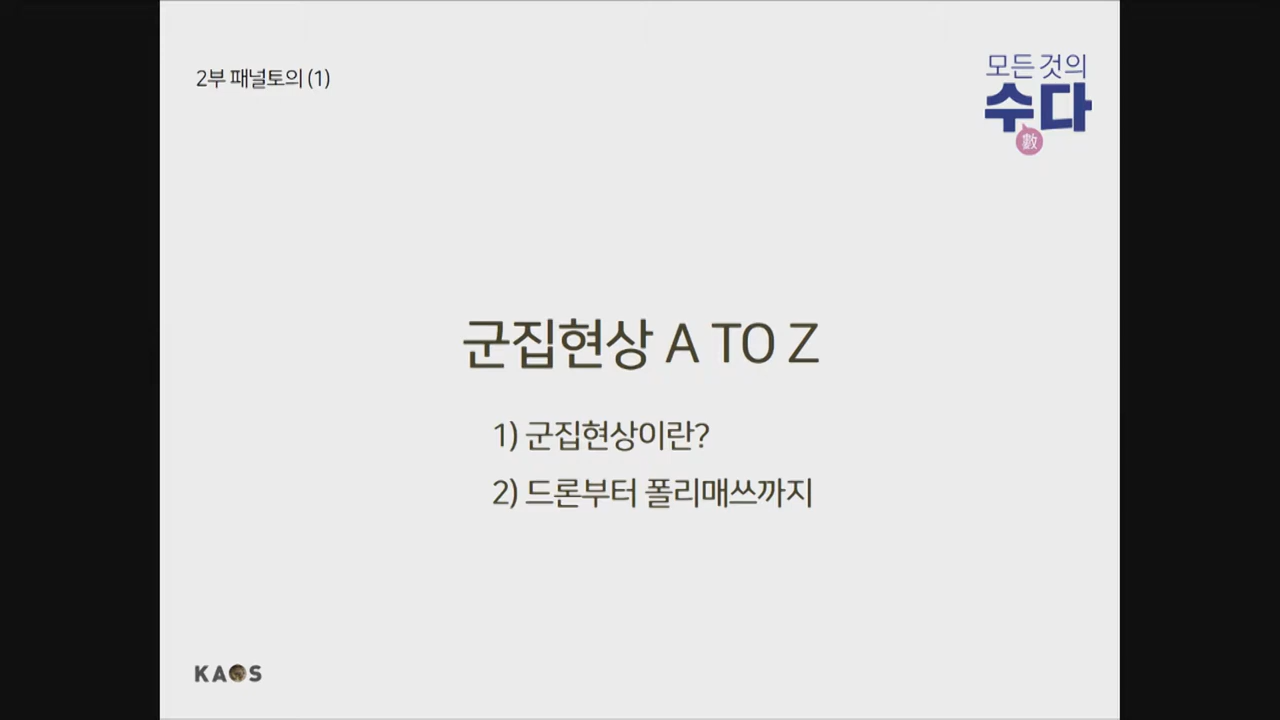 2부 패널토의 (1)
모든 것의
수다
數
군집현상 A TO Z
1) 군집현상이란?
2) 드론부터 폴리매쓰까지
KAOS